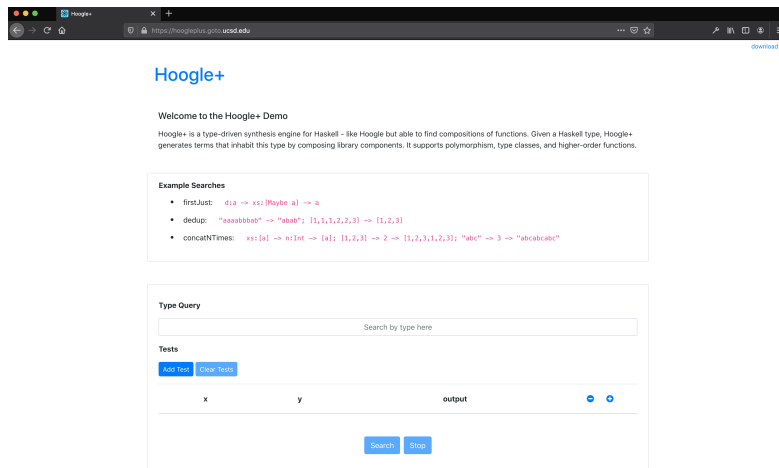 Hoogle+
https://hoogleplus.goto.ucsd.edu
download
Hoogle+
Welcome to the Hoogle+ Demo
Hoogle+ is a type-driven synthesis engine for Haskell - like Hoogle but able to find compositions of functions. Given a Haskell type, Hoogle+
generates terms that inhabit this type by composing library components. It supports polymorphism, type classes, and higher-order functions.
Example Searches
• firstJust: d:a -> xs:[Maybe a] -> a
• dedup: "aaaabbbab" -> "abab"; [1,1,1,2,2,3] -> [1,2,3]
• concatNTimes: xs:[a] -> n:Int -> [a]; [1,2,3] -> 2 -> [1,2,3,1,2,3]; "abc" -> 3 -> "abcabcabc"
Type Query
Search by type here
Tests
Add Test Clear Tests
x y output
Search Stop